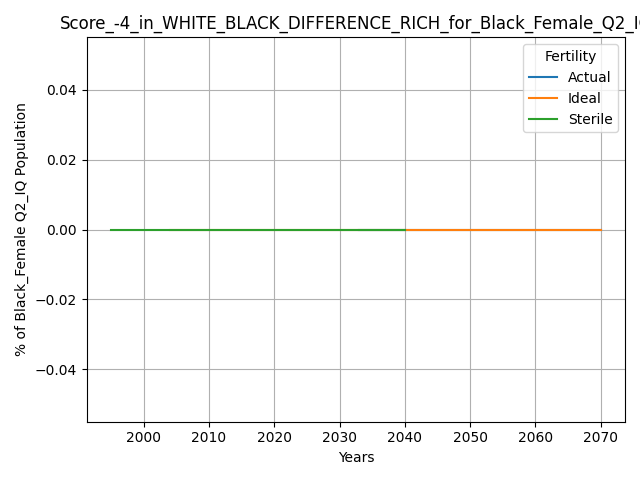 Score_-4_in_WHITE_BLACK_DIFFERENCE_RICH_for_Black_Female_Q2_I
Fertility
Actual
Ideal
Sterile
0.04
0.02
0.00
−0.02
−0.04
% of Black_Female Q2_IQ Population
2000 2010 2020 2030 2040 2050 2060 2070
Years